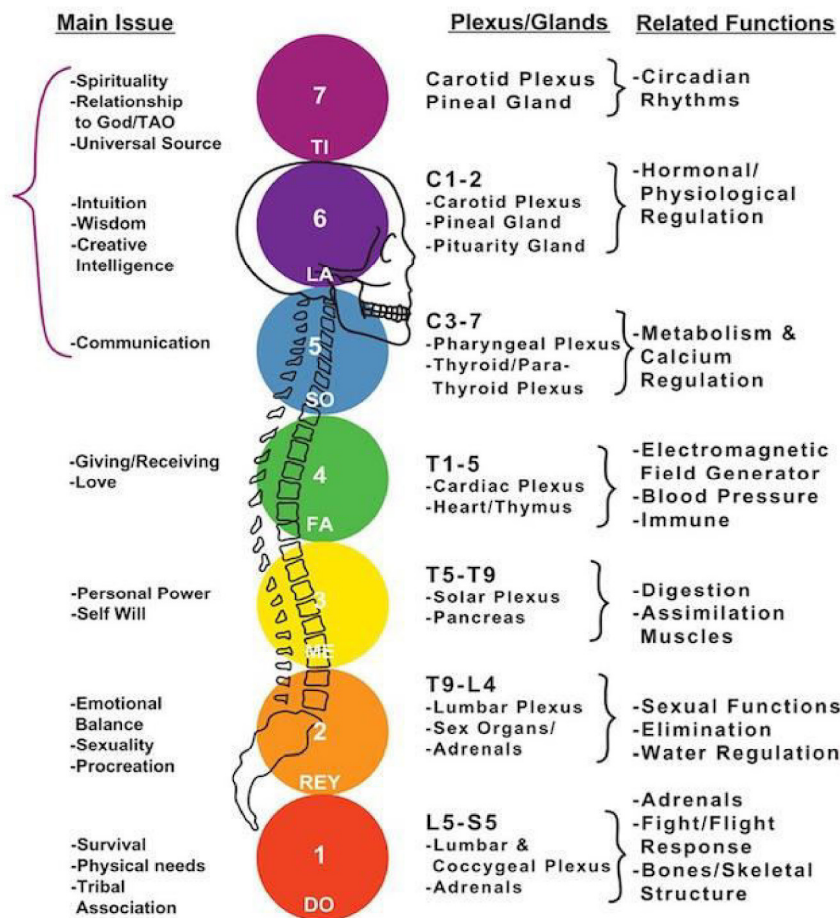 Main Issue
Plexus/Glands
Related Functions
-Spirituality
-Relationship
to God/TAO
-Universal Source
7
TI
Carotid Plexus
Pineal Gland
-Circadian
Rhythms
-Intuition
-Wisdom
-Creative
Intelligence
6
LA
C1-2
-Carotid Plexus
-Pineal Gland
-Pituarity Gland
-Hormonal/
Physiological
Regulation
-Communication
5
SO
C3-7
-Pharyngeal Plexus
-Thyroid/Para-
Thyroid Plexus
-Metabolism &
Calcium
Regulation
-Giving/Receiving
-Love
4
FA
T1-5
-Cardiac Plexus
-Heart/Thymus
-Electromagnetic
Field Generator
-Blood Pressure
-Immune
-Personal Power
-Self Will
3
ME
T5-T9
-Solar Plexus
-Pancreas
-Digestion
-Assimilation
Muscles
-Emotional
Balance
-Sexuality
-Procreation
2
REY
T9-L4
-Lumbar Plexus
-Sex Organs/
-Adrenals
-Sexual Functions
-Elimination
-Water Regulation
-Survival
-Physical needs
-Tribal
Association
1
DO
L5-S5
-Lumbar &
Coccygeal Plexus
-Adrenals
-Adrenals
-Fight/Flight
Response
-Bones/Skeletal
Structure